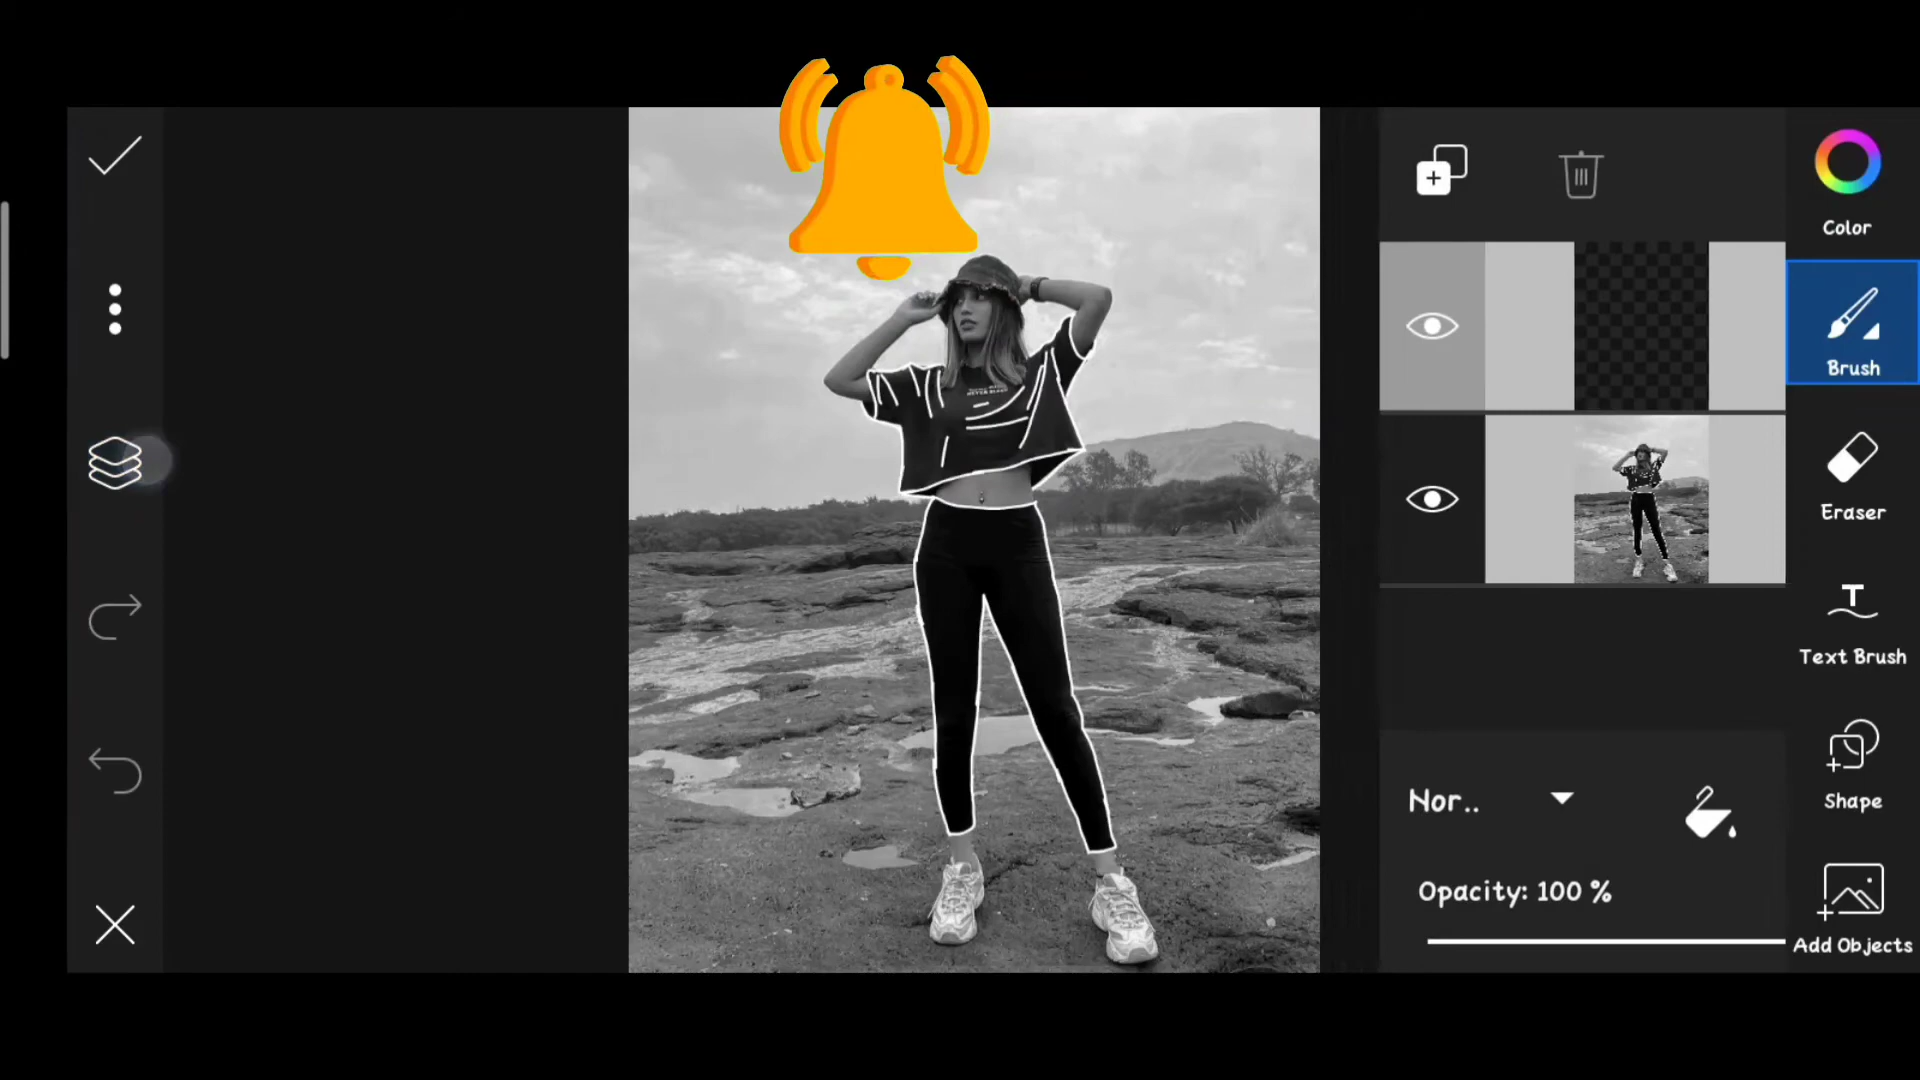 Color
Brush
Eraser
Text Brush
Shape
Add Objects
Nor..
Opacity: 100 %